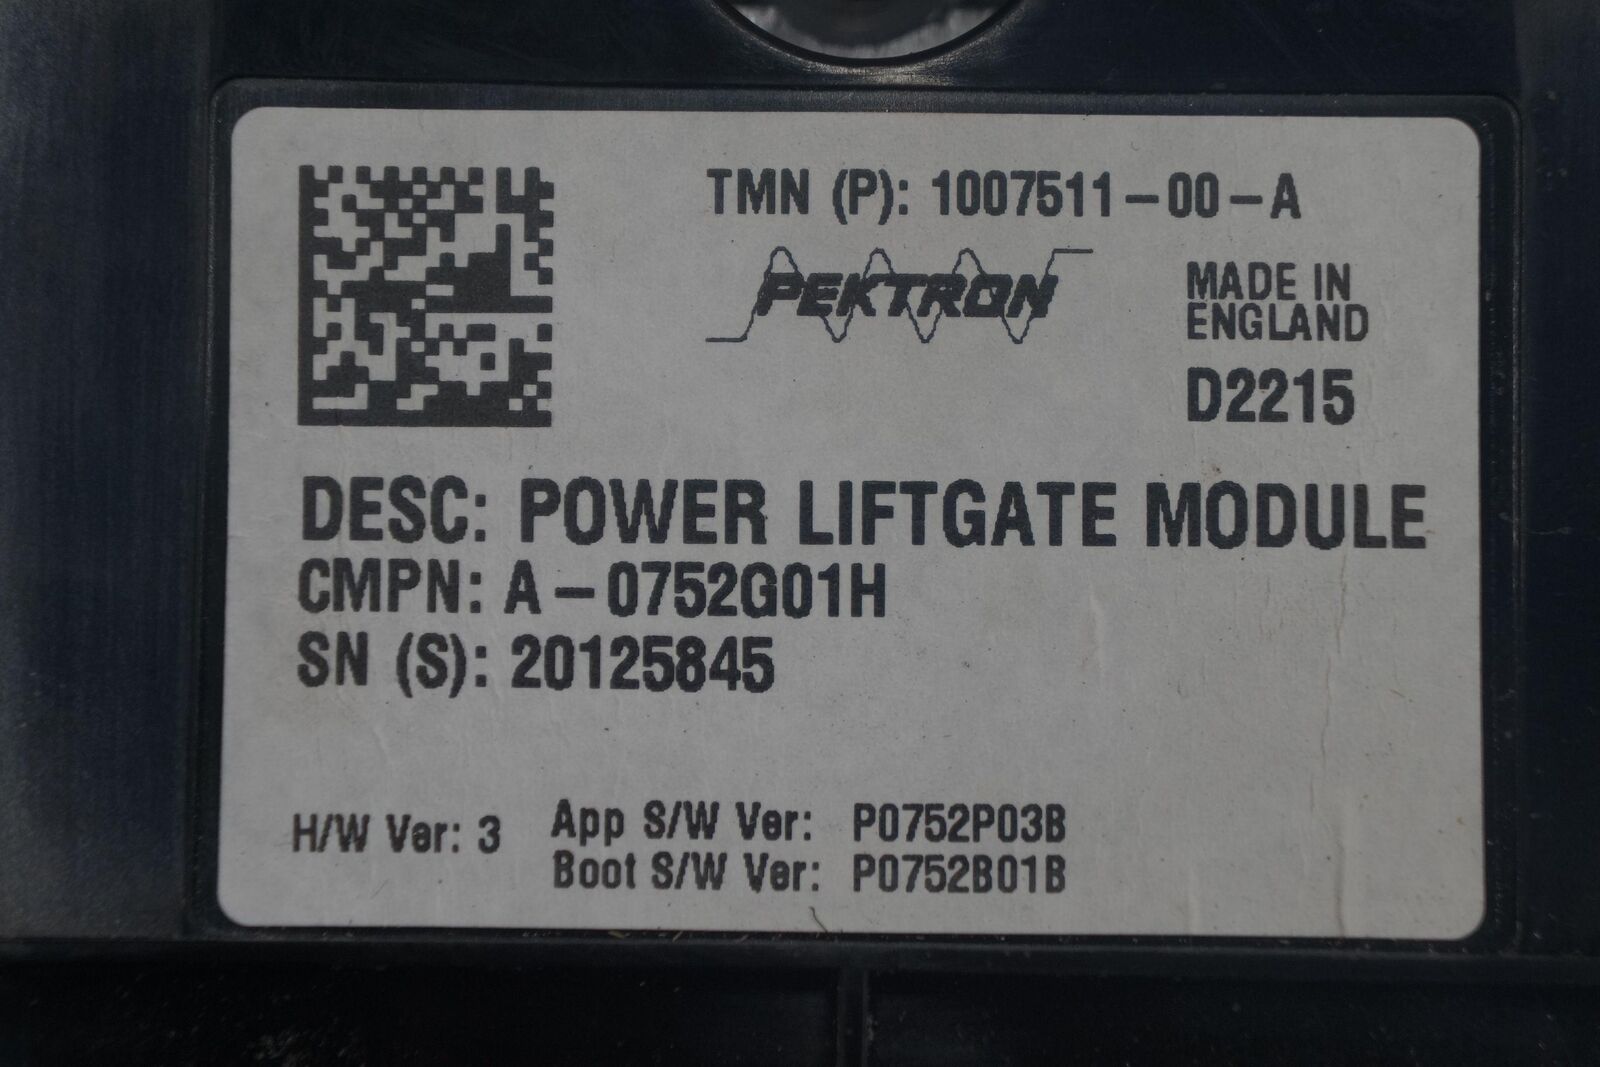 TMN (P): 1007511-00-A
PEKTRON
MADE IN
ENGLAND
D2215
DESC: POWER LIFTGATE MODULE
CMPN: A-0752G01H
SN (S): 20125845
H/W Ver: 3
App S/W Ver: P0752P03B
Boot S/W Ver: P0752B01B